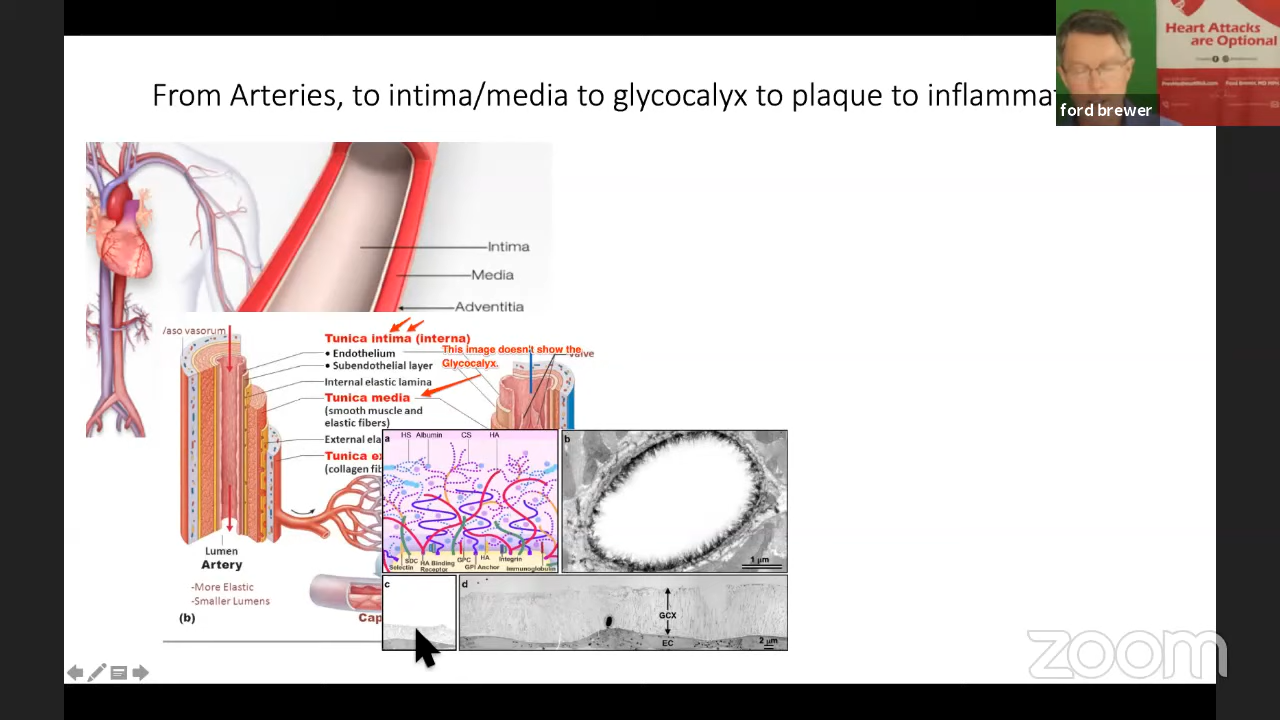 Heart Attacks
are Optional
ford brewer
From Arteries, to intima/media to glycocalyx to plaque to inflammat
Intima
Media
Adventitia
/aso vasorum
Tunica intima (interna)
• Endothelium
This image doesn't show the
Glycocalyx.
valve
• Subendothelial layer
Internal elastic lamina
Tunica media
(smooth muscle and
elastic fibers)
External ela
Tunica ex
(collagen fib
Lumen
Artery
-More Elastic
-Smaller Lumens
(b)
Cap
a
HS Albumin CS HA
SDC GPC HA Integrin
Selectin HA Binding GPI Anchor Immunoglobulin
Receptor
b
1 µm
c
d
GCX
EC
2 µm
zoom